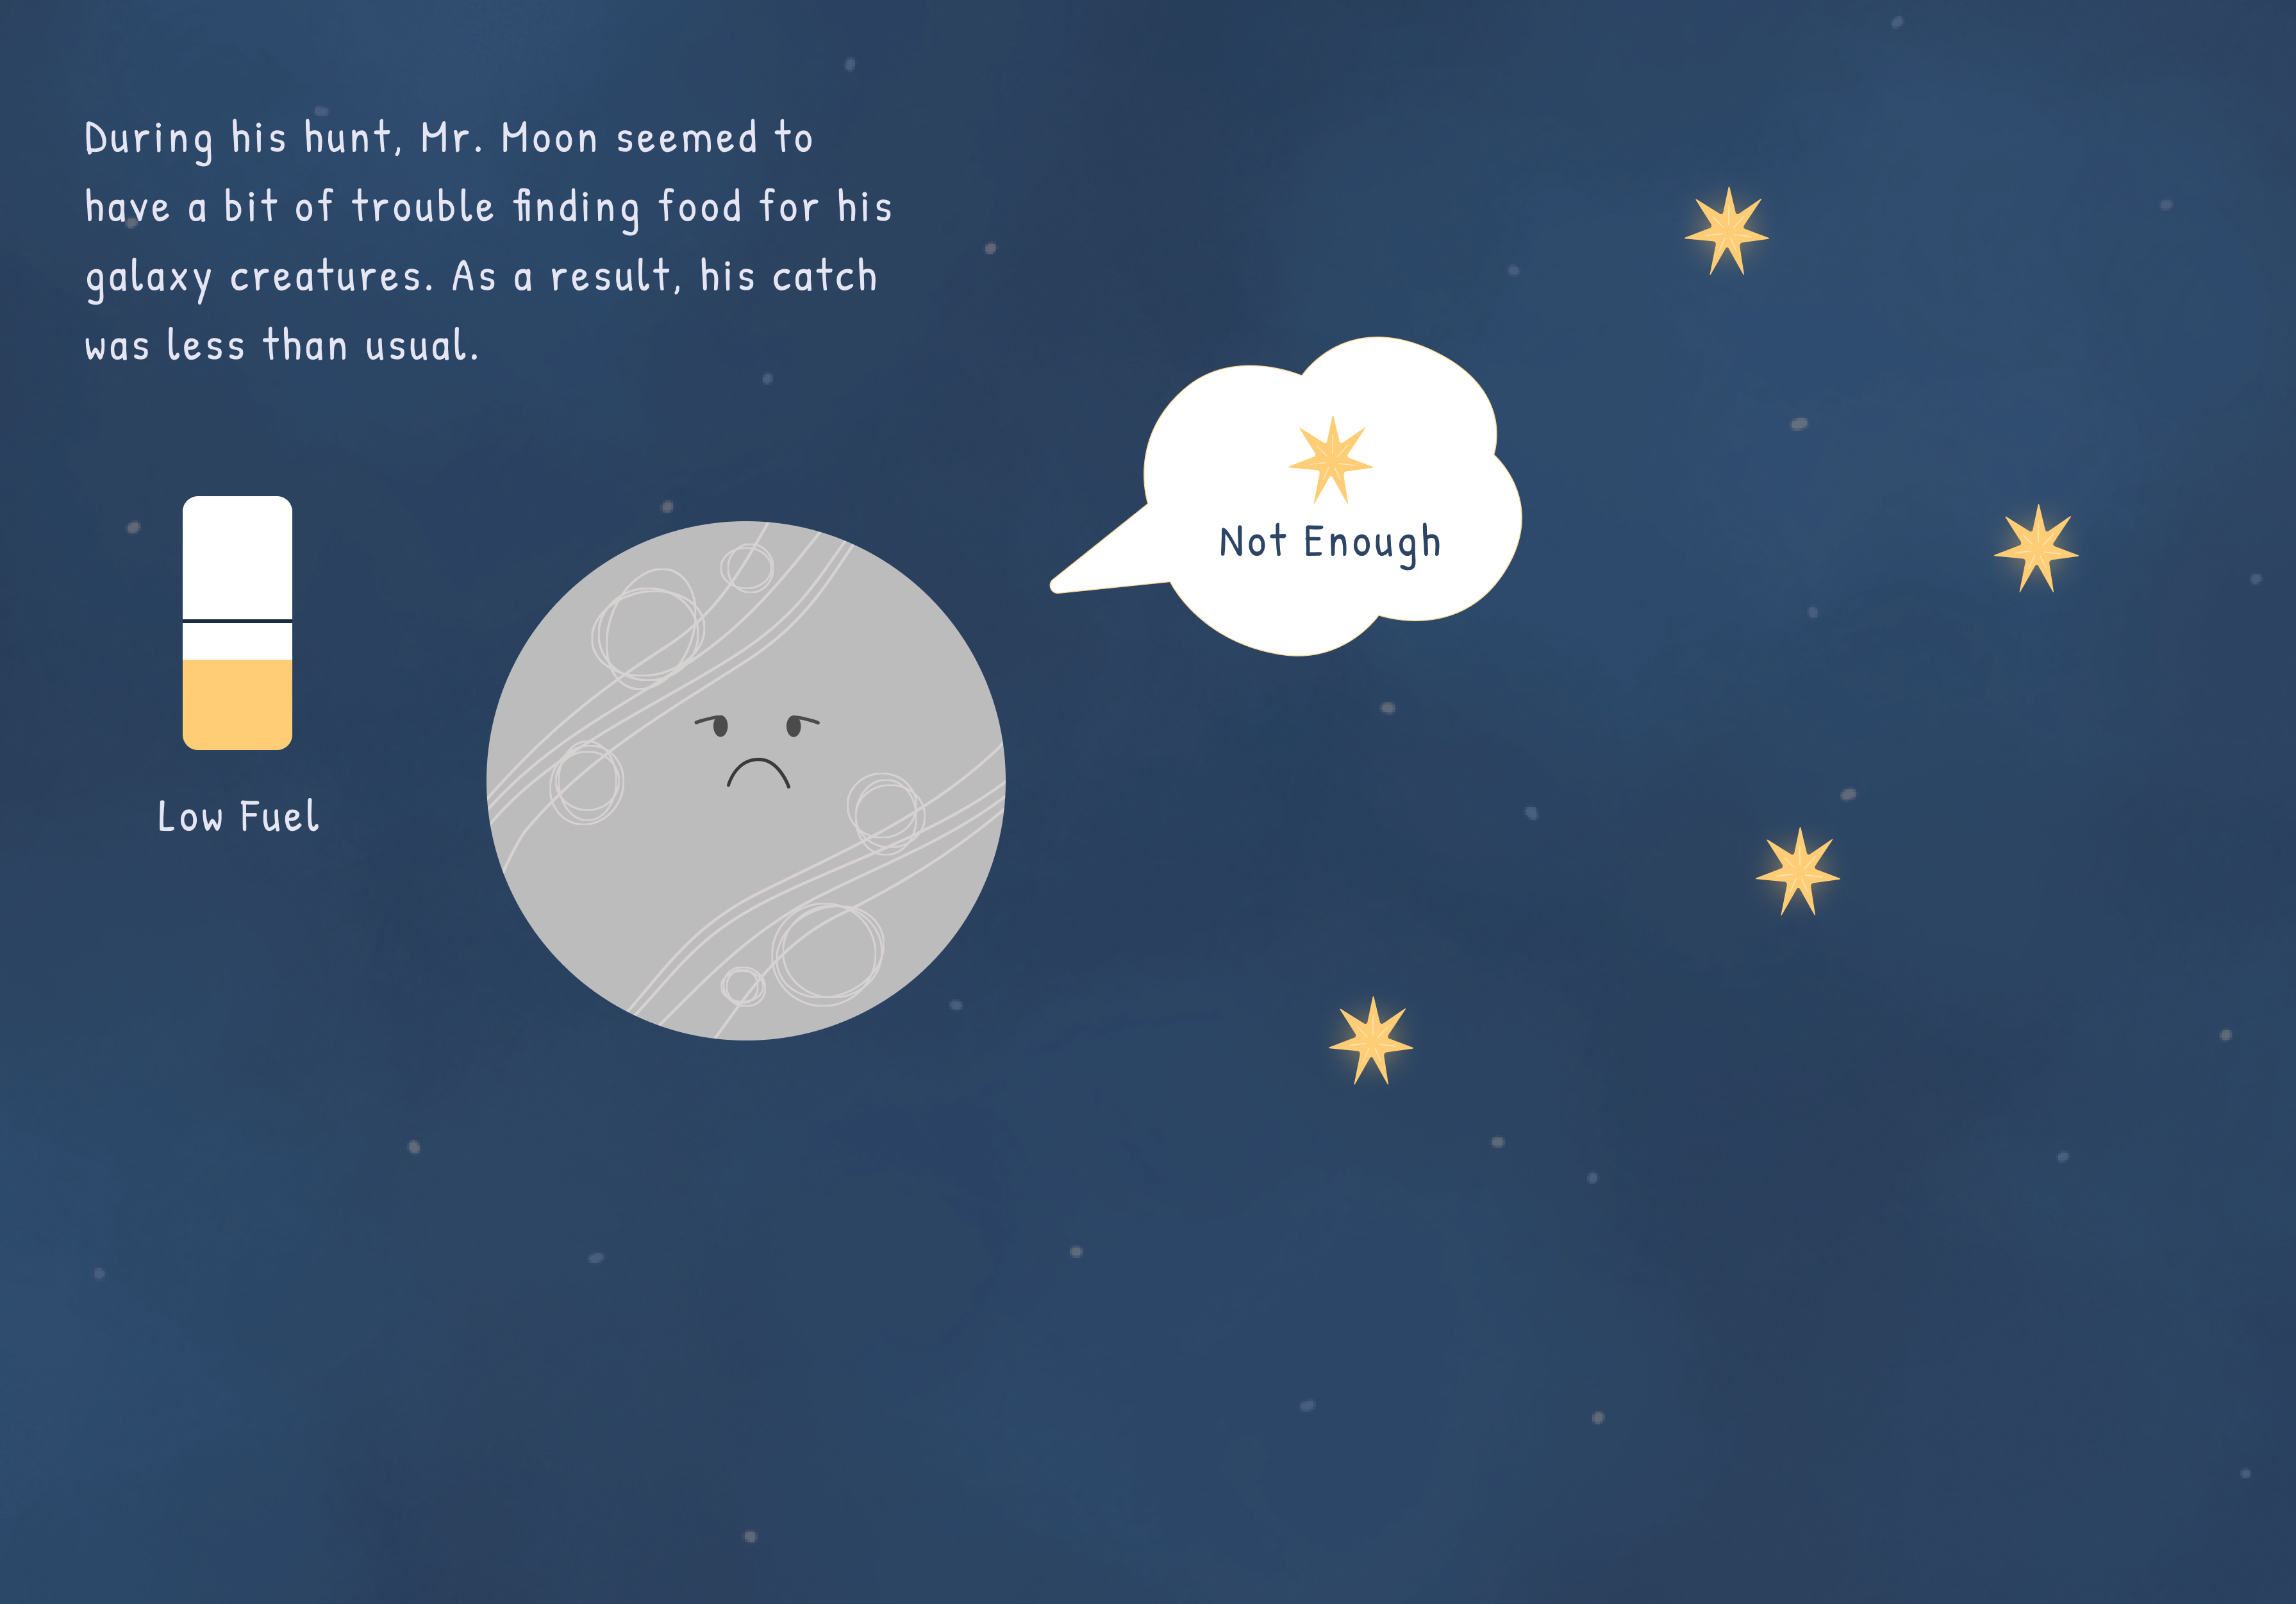 During his hunt, Mr. Moon seemed to
have a bit of trouble finding food for his
galaxy creatures. As a result, his catch
was less than usual.
Not Enough
Low Fuel